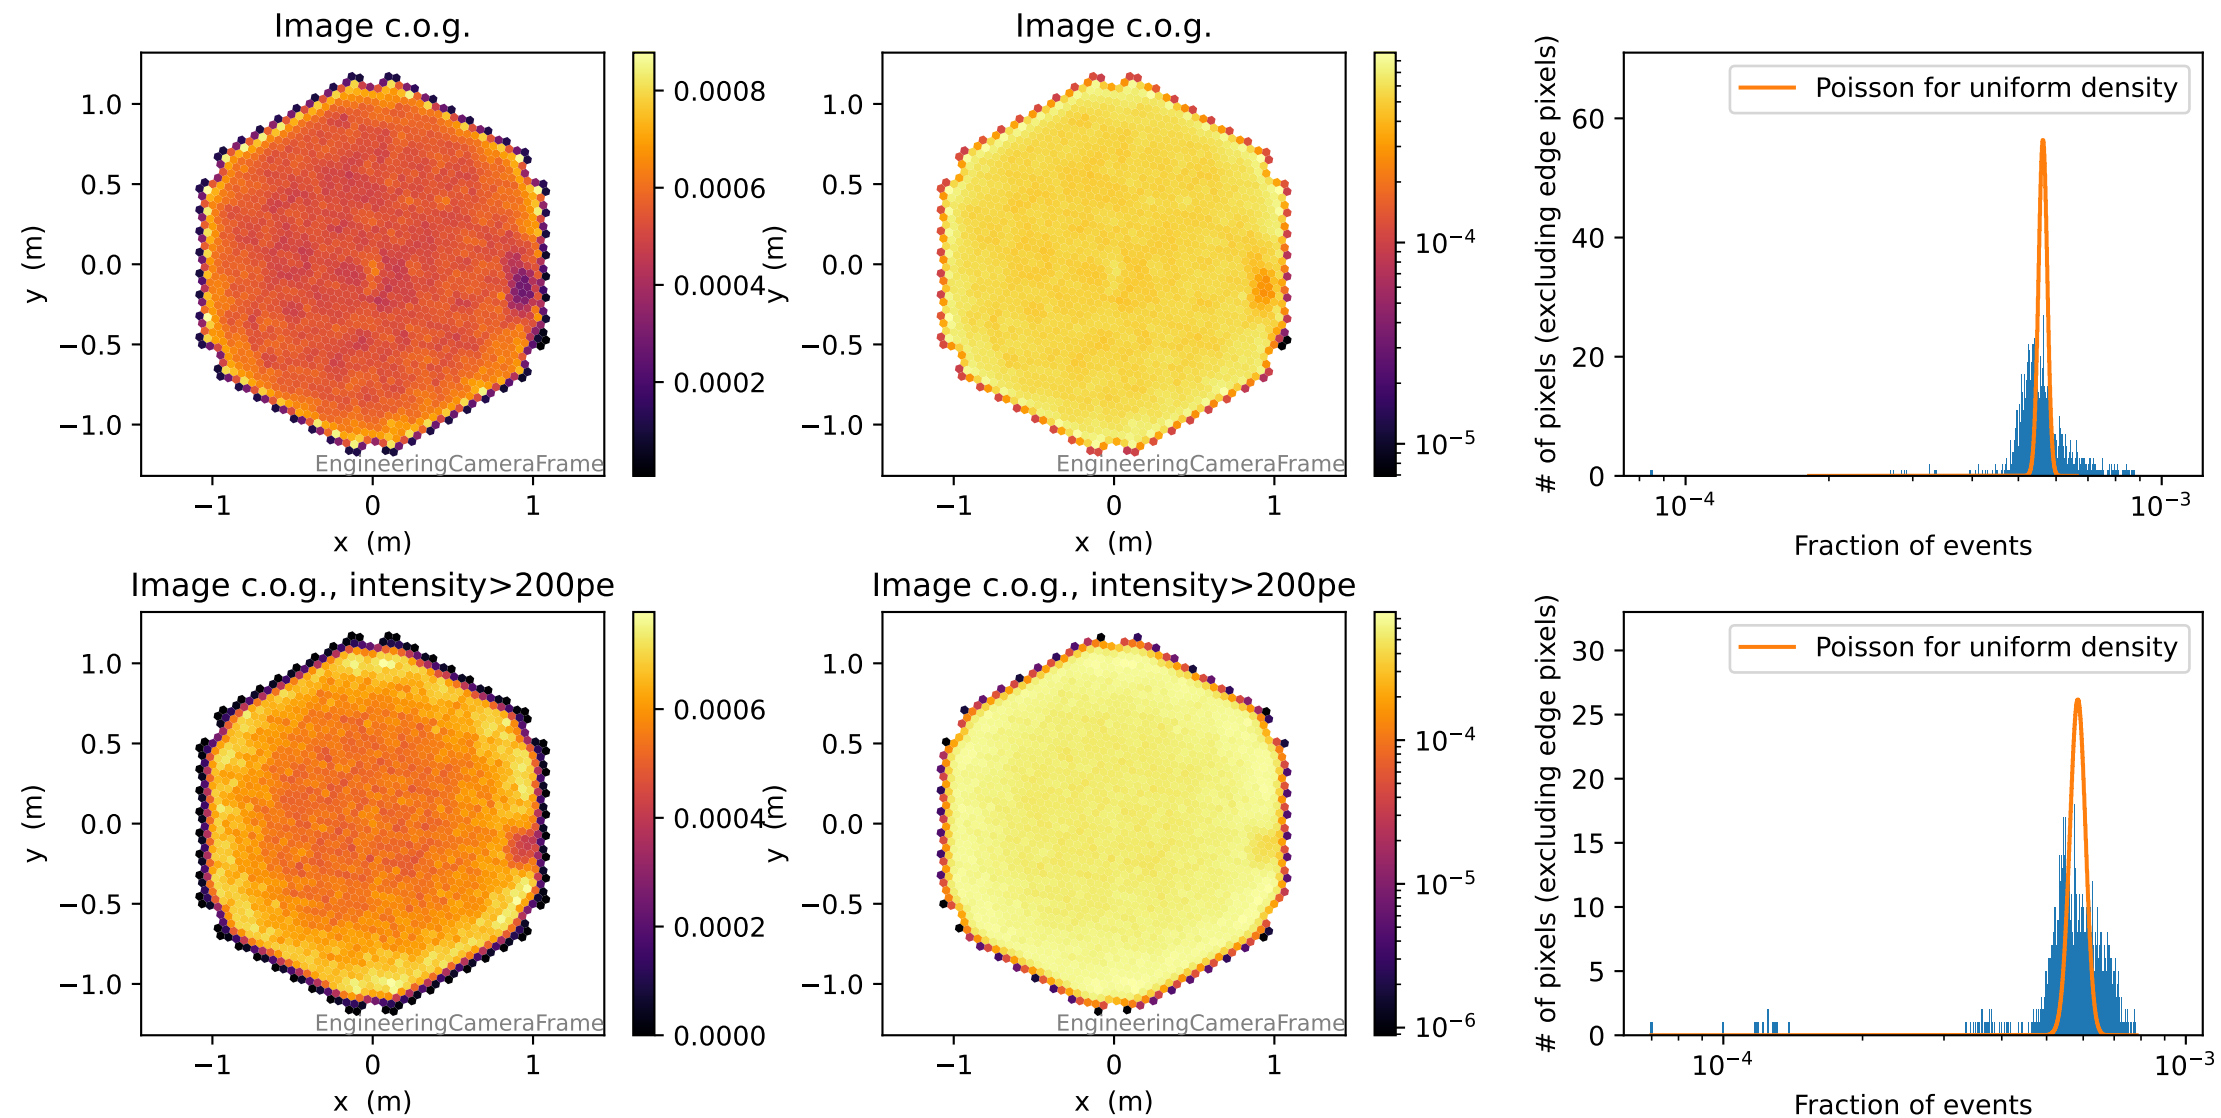 Image c.o.g.
1.0
0.5
0.0
−0.5
−1.0
y (m)
−1
0
1
x (m)
EngineeringCameraFrame
0.0008
0.0006
0.0004
0.0002
Image c.o.g.
1.0
0.5
0.0
−0.5
−1.0
y (m)
−1
0
1
x (m)
EngineeringCameraFrame
10⁻⁴
10⁻⁵
# of pixels (excluding edge pixels)
60
40
20
0
Poisson for uniform density
10⁻⁴
10⁻³
Fraction of events
Image c.o.g., intensity>200pe
1.0
0.5
0.0
−0.5
−1.0
y (m)
−1
0
1
x (m)
EngineeringCameraFrame
0.0006
0.0004
0.0002
0.0000
Image c.o.g., intensity>200pe
1.0
0.5
0.0
−0.5
−1.0
y (m)
−1
0
1
x (m)
EngineeringCameraFrame
10⁻⁴
10⁻⁵
10⁻⁶
# of pixels (excluding edge pixels)
30
25
20
15
10
5
0
Poisson for uniform density
10⁻⁴
10⁻³
Fraction of events